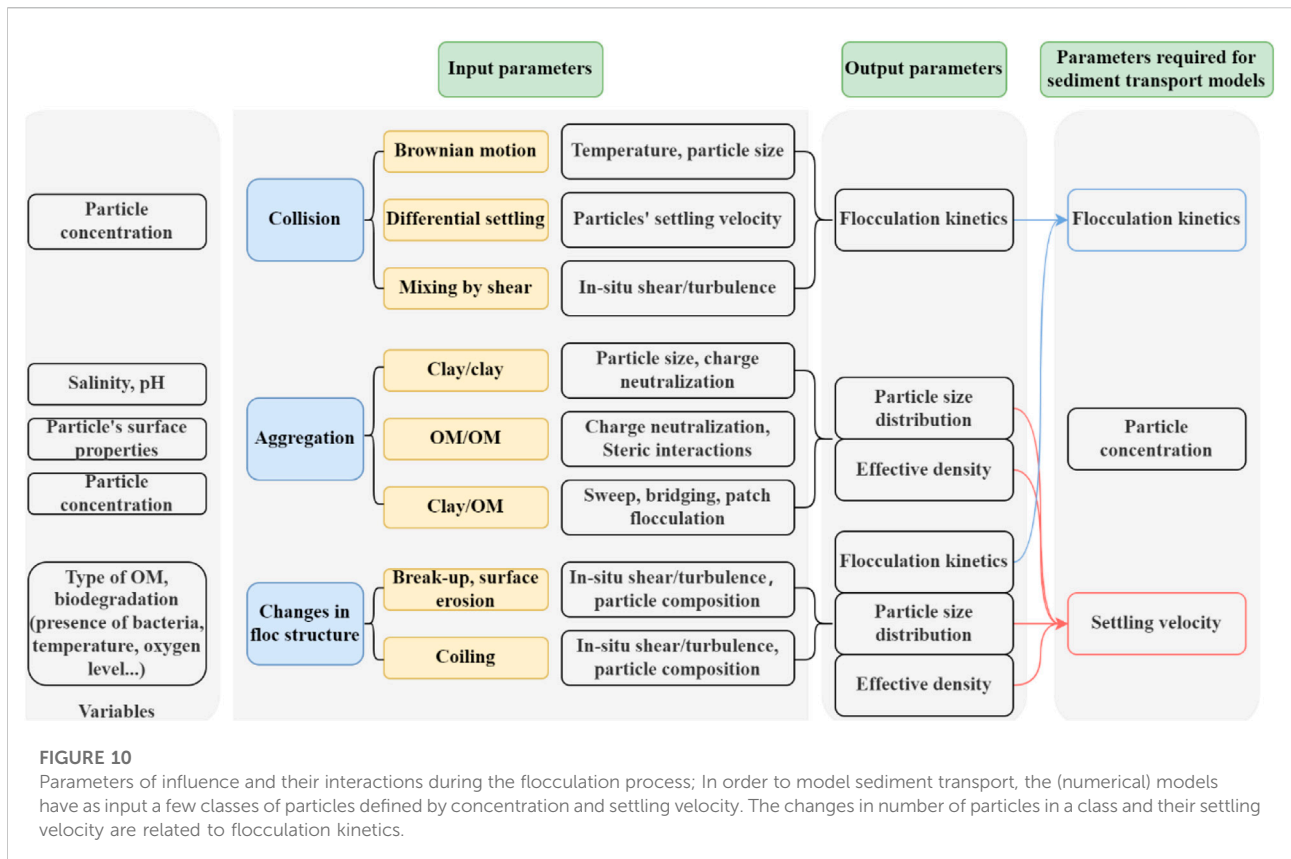 Input parameters
Output parameters
Parameters required for
sediment transport models
Particle
concentration
Salinity, pH
Particle's surface
properties
Particle
concentration
Type of OM,
biodegradation
(presence of bacteria,
temperature, oxygen
level...)
Variables
Collision
Brownian motion
Temperature, particle size
Differential settling
Particles' settling velocity
Mixing by shear
In-situ shear/turbulence
Aggregation
Clay/clay
Particle size, charge
neutralization
OM/OM
Charge neutralization,
Steric interactions
Clay/OM
Sweep, bridging, patch
flocculation
Changes in
floc structure
Break-up, surface
erosion
In-situ shear/turbulence,
particle composition
Coiling
In-situ shear/turbulence,
particle composition
Flocculation kinetics
Particle size
distribution
Effective density
Flocculation kinetics
Particle size
distribution
Effective density
Flocculation kinetics
Particle
concentration
Settling velocity
FIGURE 10
Parameters of influence and their interactions during the flocculation process; In order to model sediment transport, the (numerical) models
have as input a few classes of particles defined by concentration and settling velocity. The changes in number of particles in a class and their settling
velocity are related to flocculation kinetics.